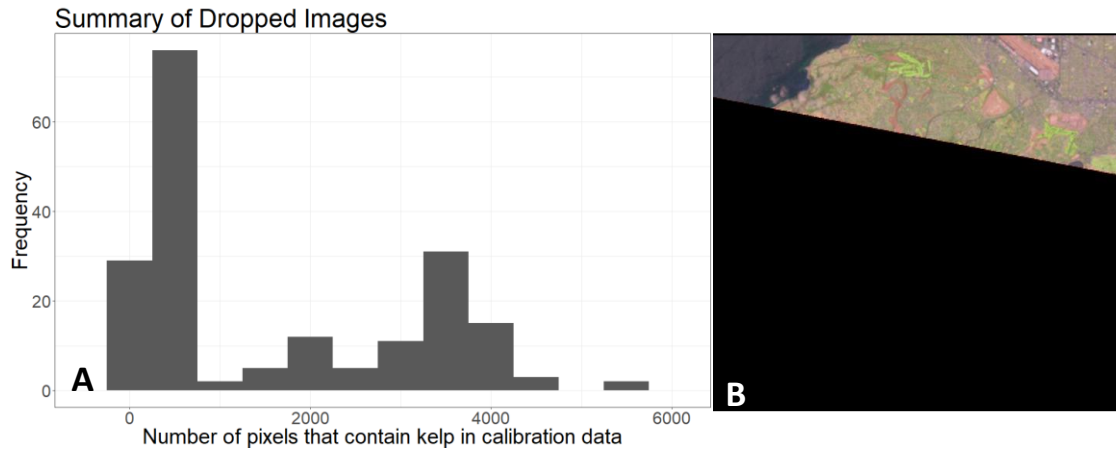 Summary of Dropped Images
Frequency
60
40
20
0
A
0 2000 4000 6000
Number of pixels that contain kelp in calibration data
B